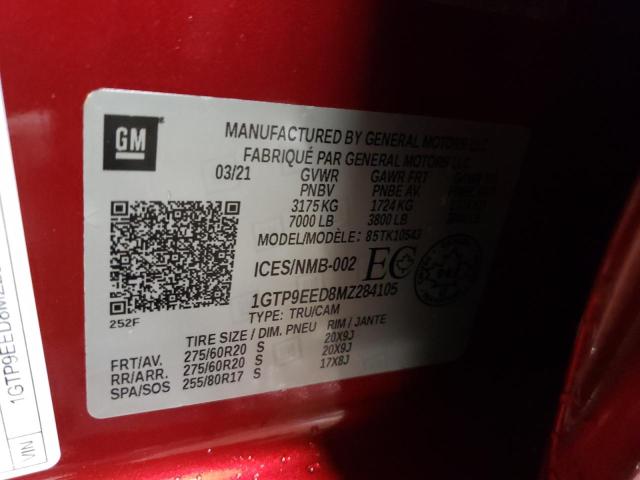 GM
MANUFACTURED BY GENERAL MOTORS LLC
FABRIQUÉ PAR GENERAL MOTORS LLC
03/21 GVWR GAWR FRT
PNBV PNBE AV.
3175 KG 1724 KG
7000 LB 3800 LB
MODEL/MODÈLE: 85TK10543
ICES/NMB-002 EC
1GTP9EED8MZ284105
252F TYPE: TRU/CAM
TIRE SIZE / DIM. PNEU RIM / JANTE
FRT/AV. 275/60R20 S 20X9J
RR/ARR. 275/60R20 S 20X9J
SPA/SOS 255/80R17 S 17X8J
VIN